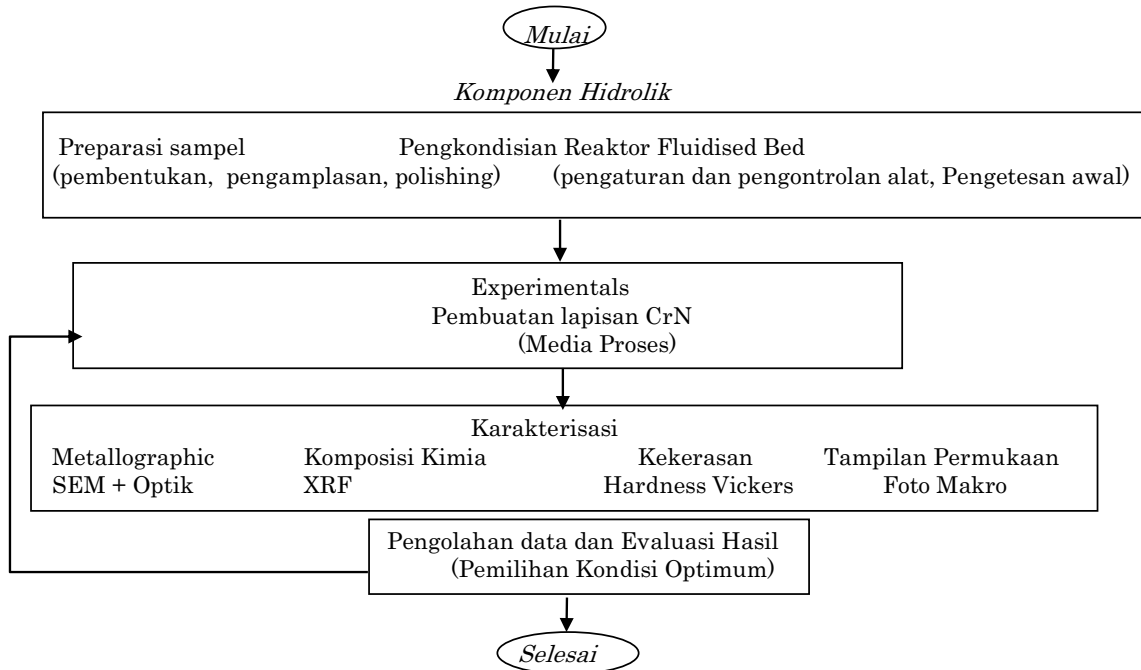 Mulai
Komponen Hidrolik
Preparasi sampel Pengkondisian Reaktor Fluidised Bed
(pembentukan, pengamplasan, polishing) (pengaturan dan pengontrolan alat, Pengetesan awal)
Experimentals
Pembuatan lapisan CrN
(Media Proses)
Karakterisasi
Metallographic Komposisi Kimia Kekerasan Tampilan Permukaan
SEM + Optik XRF Hardness Vickers Foto Makro
Pengolahan data dan Evaluasi Hasil
(Pemilihan Kondisi Optimum)
Selesai